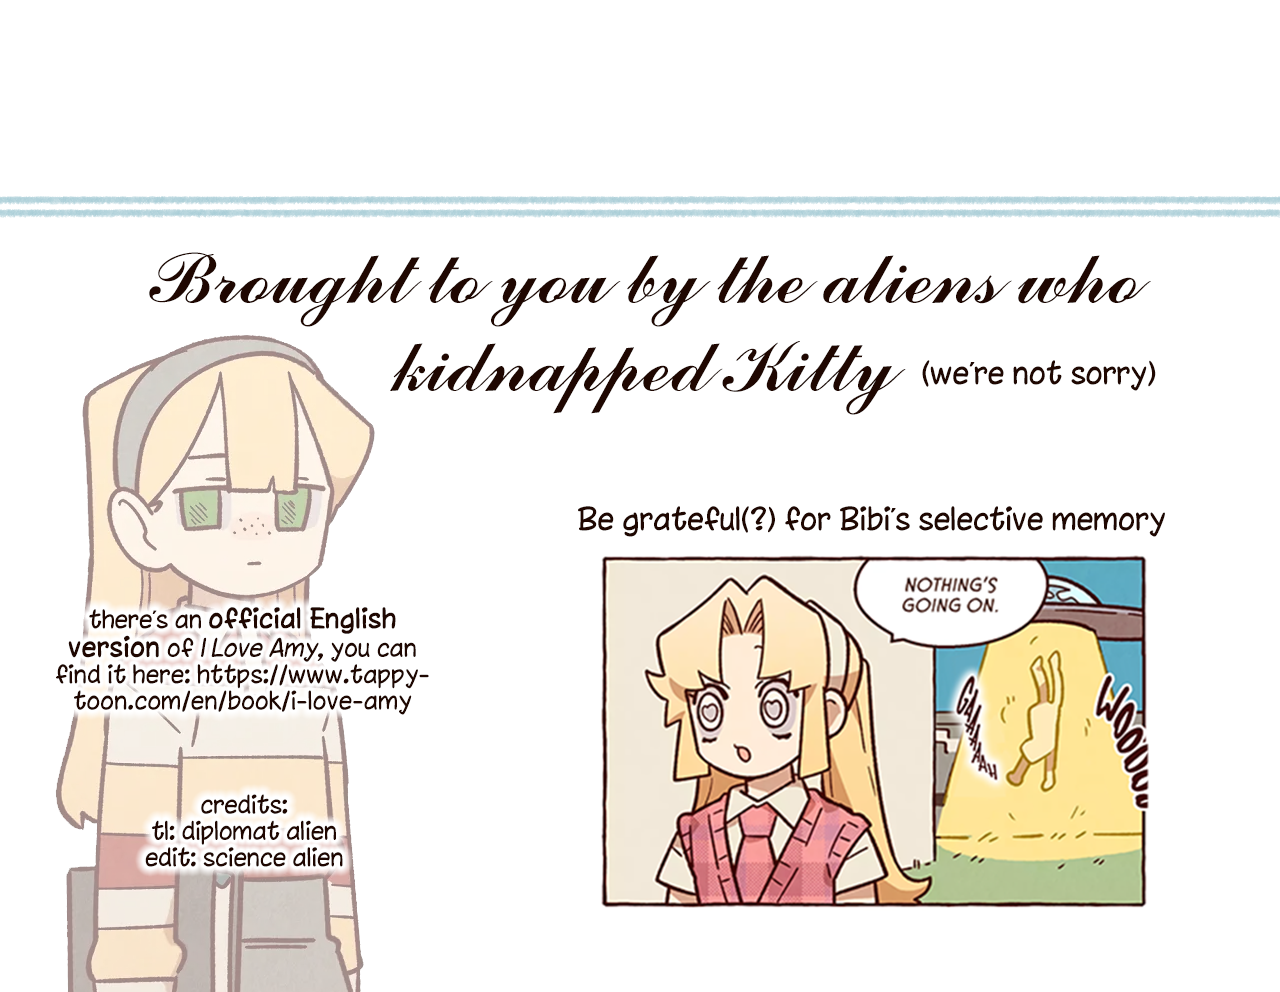 Brought to you by the aliens who
kidnapped Kitty (we're not sorry)
Be grateful(?) for Bibi's selective memory
NOTHING'S
GOING ON.
GAAAAAAH
WOOOOO
there's an official English
version of I Love Amy, you can
find it here: https://www.tappy-
toon.com/en/book/i-love-amy
credits:
tl: diplomat alien
edit: science alien